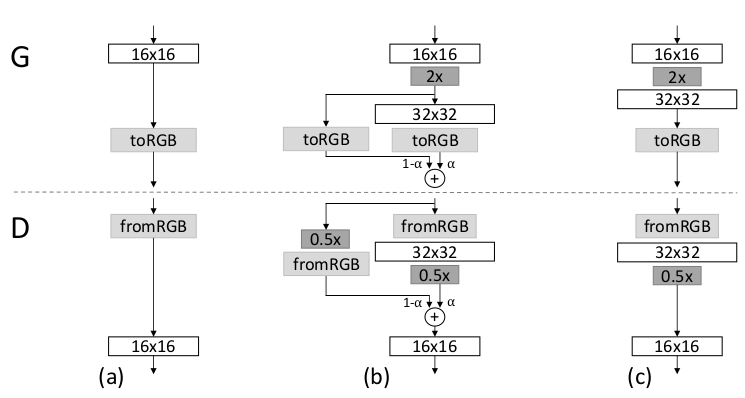 G
16x16
toRGB
16x16
2x
32x32
toRGB
toRGB
1-α
α
+
16x16
2x
32x32
toRGB
D
fromRGB
16x16
0.5x
fromRGB
fromRGB
32x32
0.5x
1-α
α
+
16x16
fromRGB
32x32
0.5x
16x16
(a)
(b)
(c)